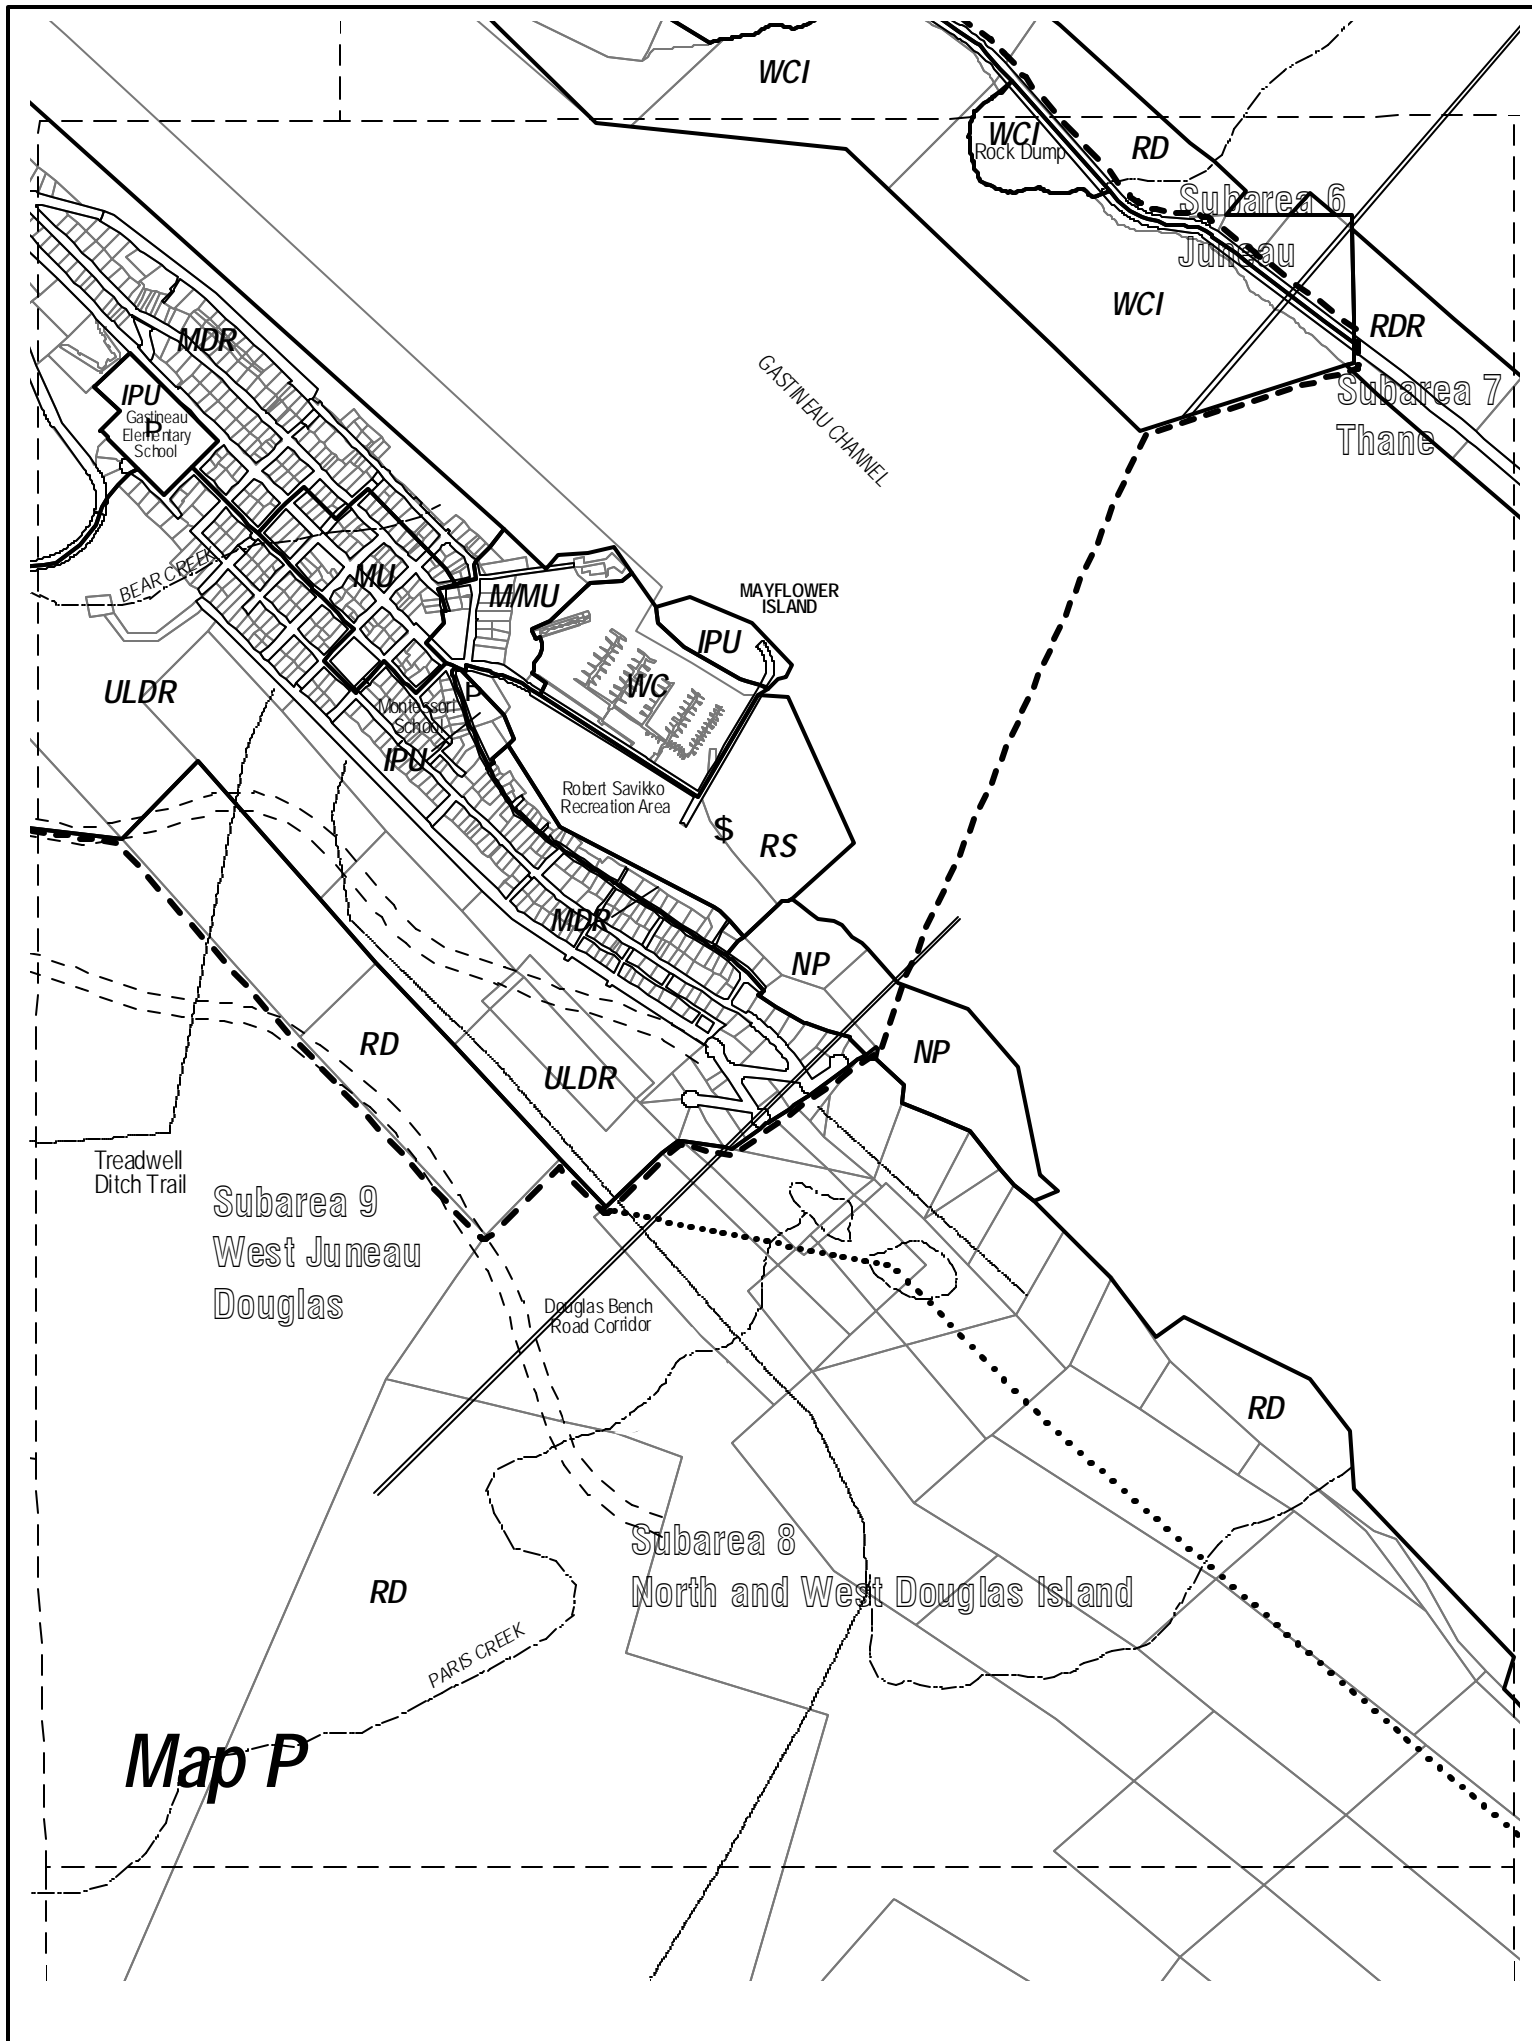 WCI
WCI
Rock Dump
RD
Subarea 6
Juneau
WCI
RDR
MDR
GASTINEAU CHANNEL
Subarea 7
Thane
IPU
Gastineau
P
Elementary
School
BEAR CREEK
MU
M/MU
MAYFLOWER
ISLAND
IPU
ULDR
WC
P
Montessori
School
IPU
Robert Savikko
Recreation Area
$
RS
MDR
NP
RD
NP
ULDR
Treadwell
Ditch Trail
Subarea 9
West Juneau
Douglas
Douglas Bench
Road Corridor
RD
Subarea 8
North and West Douglas Island
RD
PARIS CREEK
Map P